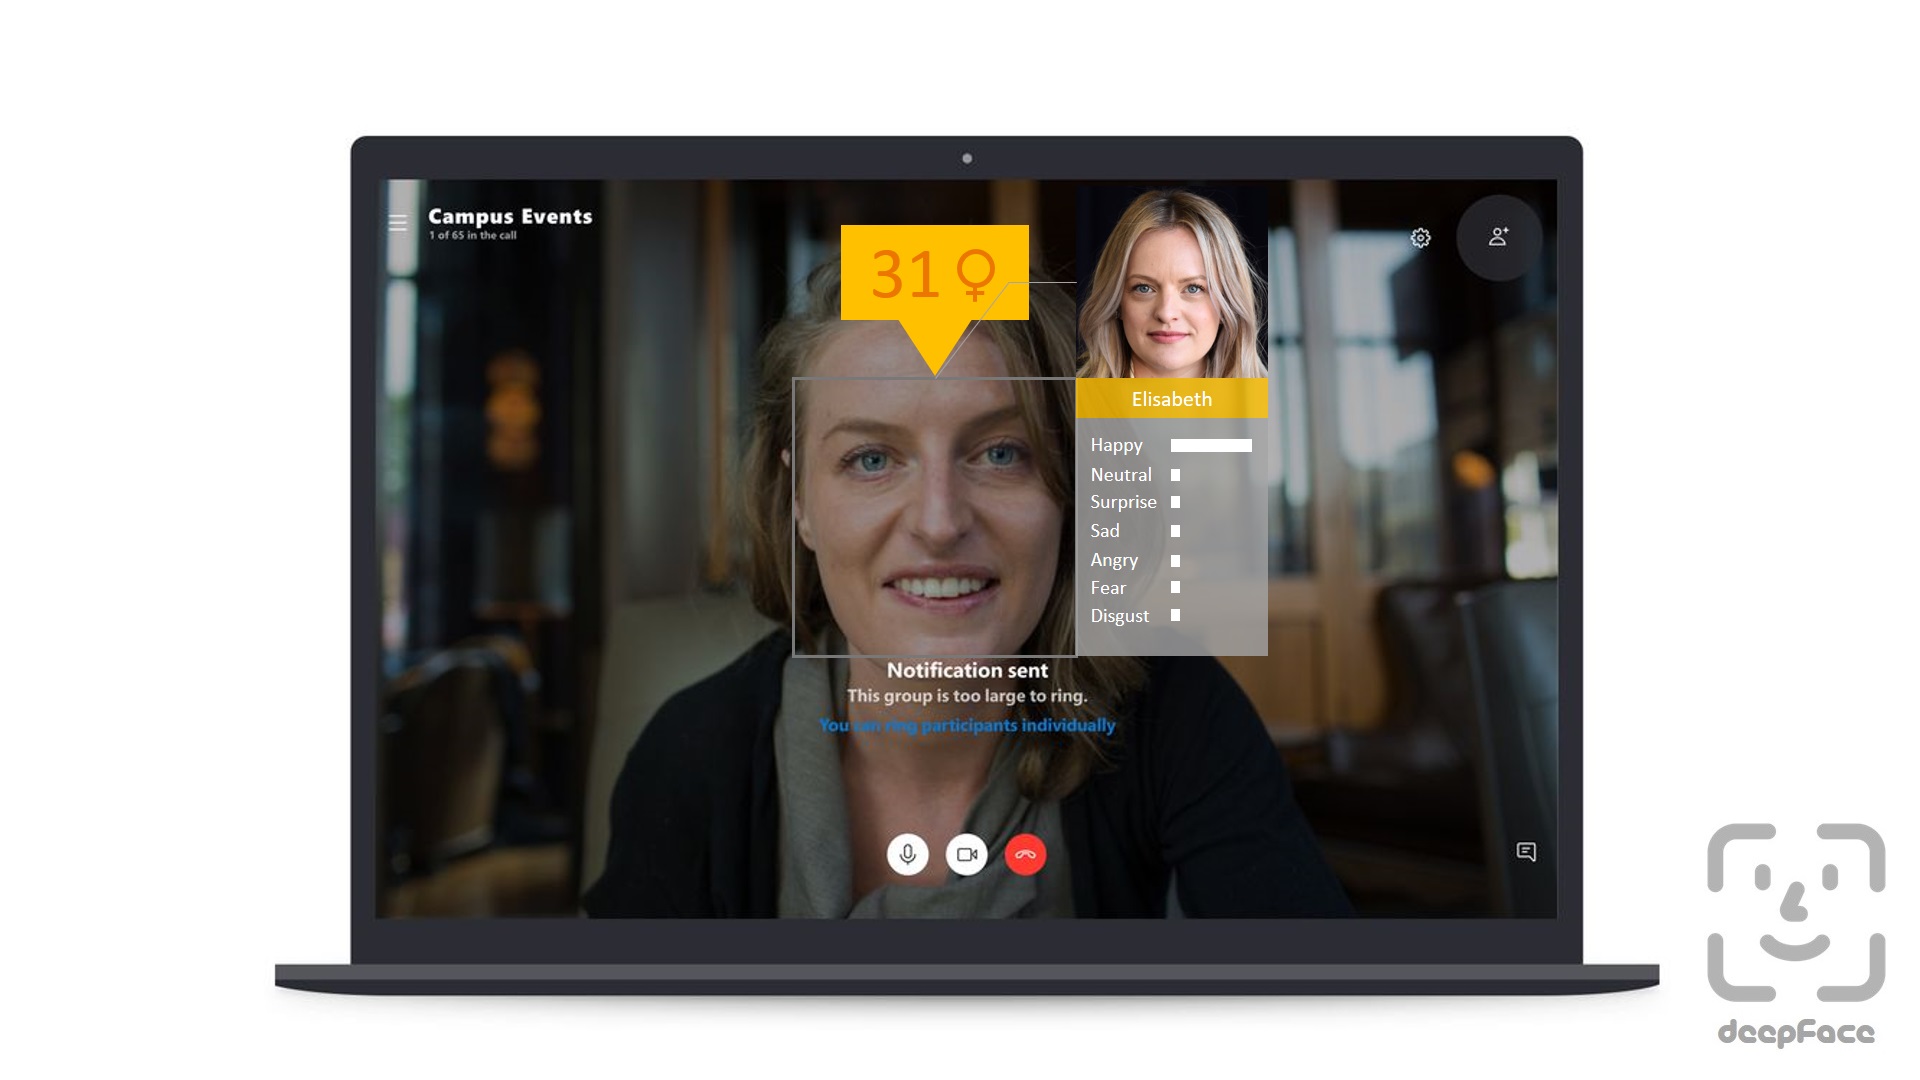 Campus Events
1 of 65 in the call
31♀
Elisabeth
Happy
Neutral
Surprise
Sad
Angry
Fear
Disgust
Notification sent
This group is too large to ring.
You can ring participants individually
deepFace